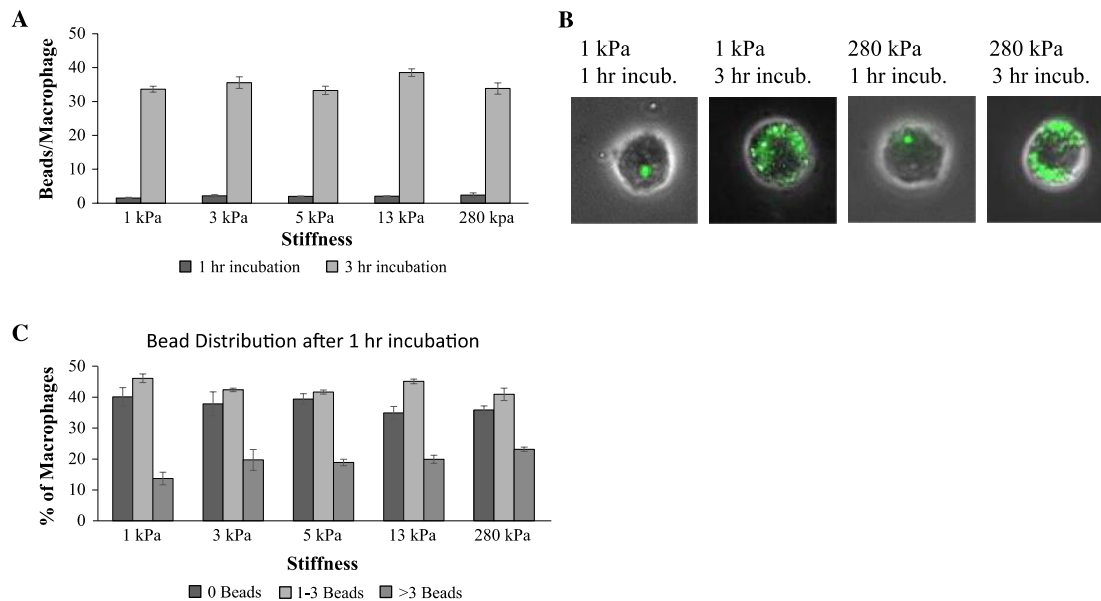 A
50
40
30
20
10
0
Beads/Macrophage
1 kPa 3 kPa 5 kPa 13 kPa 280 kpa
Stiffness
1 hr incubation 3 hr incubation
B
1 kPa
1 hr incub.
1 kPa
3 hr incub.
280 kPa
1 hr incub.
280 kPa
3 hr incub.
C
Bead Distribution after 1 hr incubation
50
40
30
20
10
0
% of Macrophages
1 kPa 3 kPa 5 kPa 13 kPa 280 kPa
Stiffness
0 Beads 1-3 Beads >3 Beads